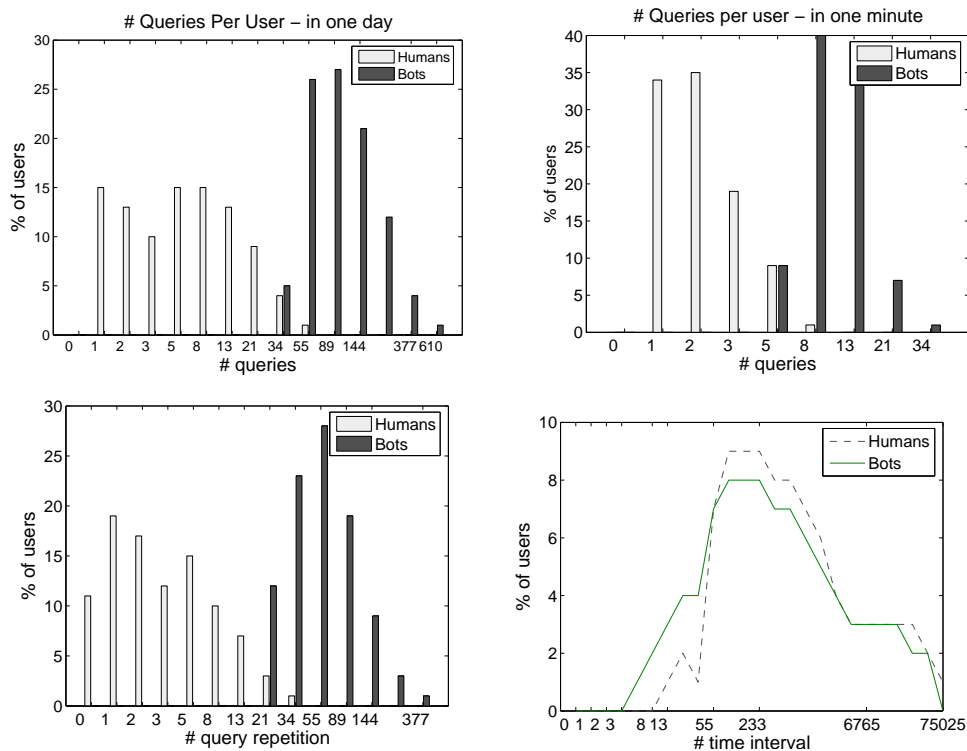 # Queries Per User – in one day
30
25
20
15
10
5
0
% of users
Humans
Bots
0 1 2 3 5 8 13 21 34 55 89 144 377 610
# queries
# Queries per user – in one minute
40
35
30
25
20
15
10
5
0
% of users
Humans
Bots
0 1 2 3 5 8 13 21 34
# queries
30
25
20
15
10
5
0
% of users
Humans
Bots
0 1 2 3 5 8 13 21 34 55 89 144 377
# query repetition
10
8
6
4
2
0
% of users
Humans
Bots
0 1 2 3 8 13 55 233 6765 75025
# time interval